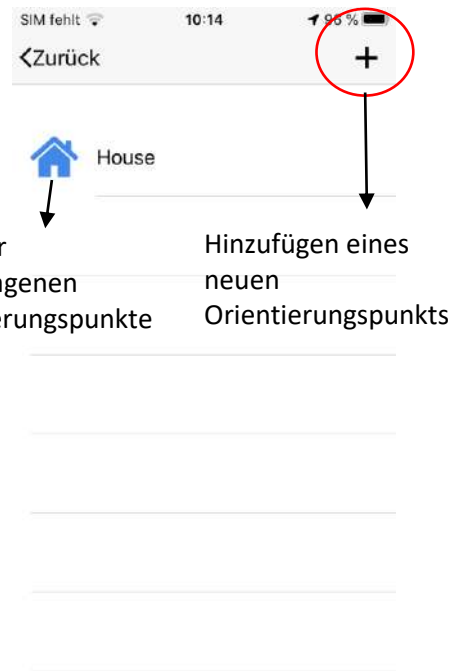 SIM fehlt 10:14 96 %
Zurück
House
Hinzufügen eines
neuen
Orientierungspunkts